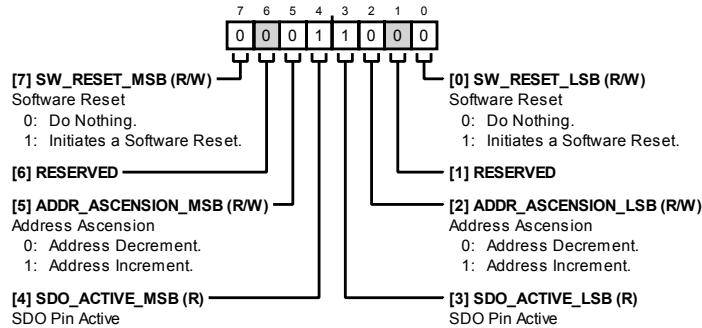 7 6 5 4 3 2 1 0
0 0 0 1 1 0 0 0
[7] SW_RESET_MSB (R/W)
Software Reset
0: Do Nothing.
1: Initiates a Software Reset.
[6] RESERVED
[5] ADDR_ASCENSION_MSB (R/W)
Address Ascension
0: Address Decrement.
1: Address Increment.
[4] SDO_ACTIVE_MSB (R)
SDO Pin Active
[0] SW_RESET_LSB (R/W)
Software Reset
0: Do Nothing.
1: Initiates a Software Reset.
[1] RESERVED
[2] ADDR_ASCENSION_LSB (R/W)
Address Ascension
0: Address Decrement.
1: Address Increment.
[3] SDO_ACTIVE_LSB (R)
SDO Pin Active